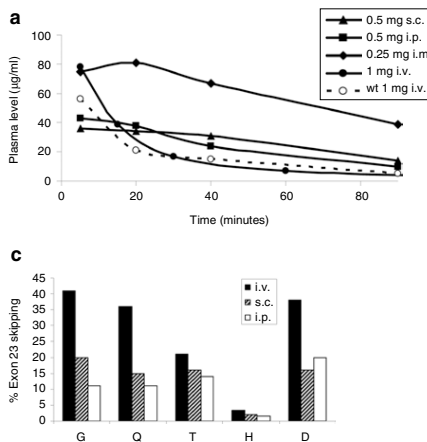 a
0.5 mg s.c.
0.5 mg i.p.
0.25 mg i.m
1 mg i.v.
wt 1 mg i.v.
Plasma level (µg/ml)
100
80
60
40
20
0
0 20 40 60 80
Time (minutes)
c
i.v.
s.c.
i.p.
% Exon 23 skipping
45
40
35
30
25
20
15
10
5
0
G Q T H D